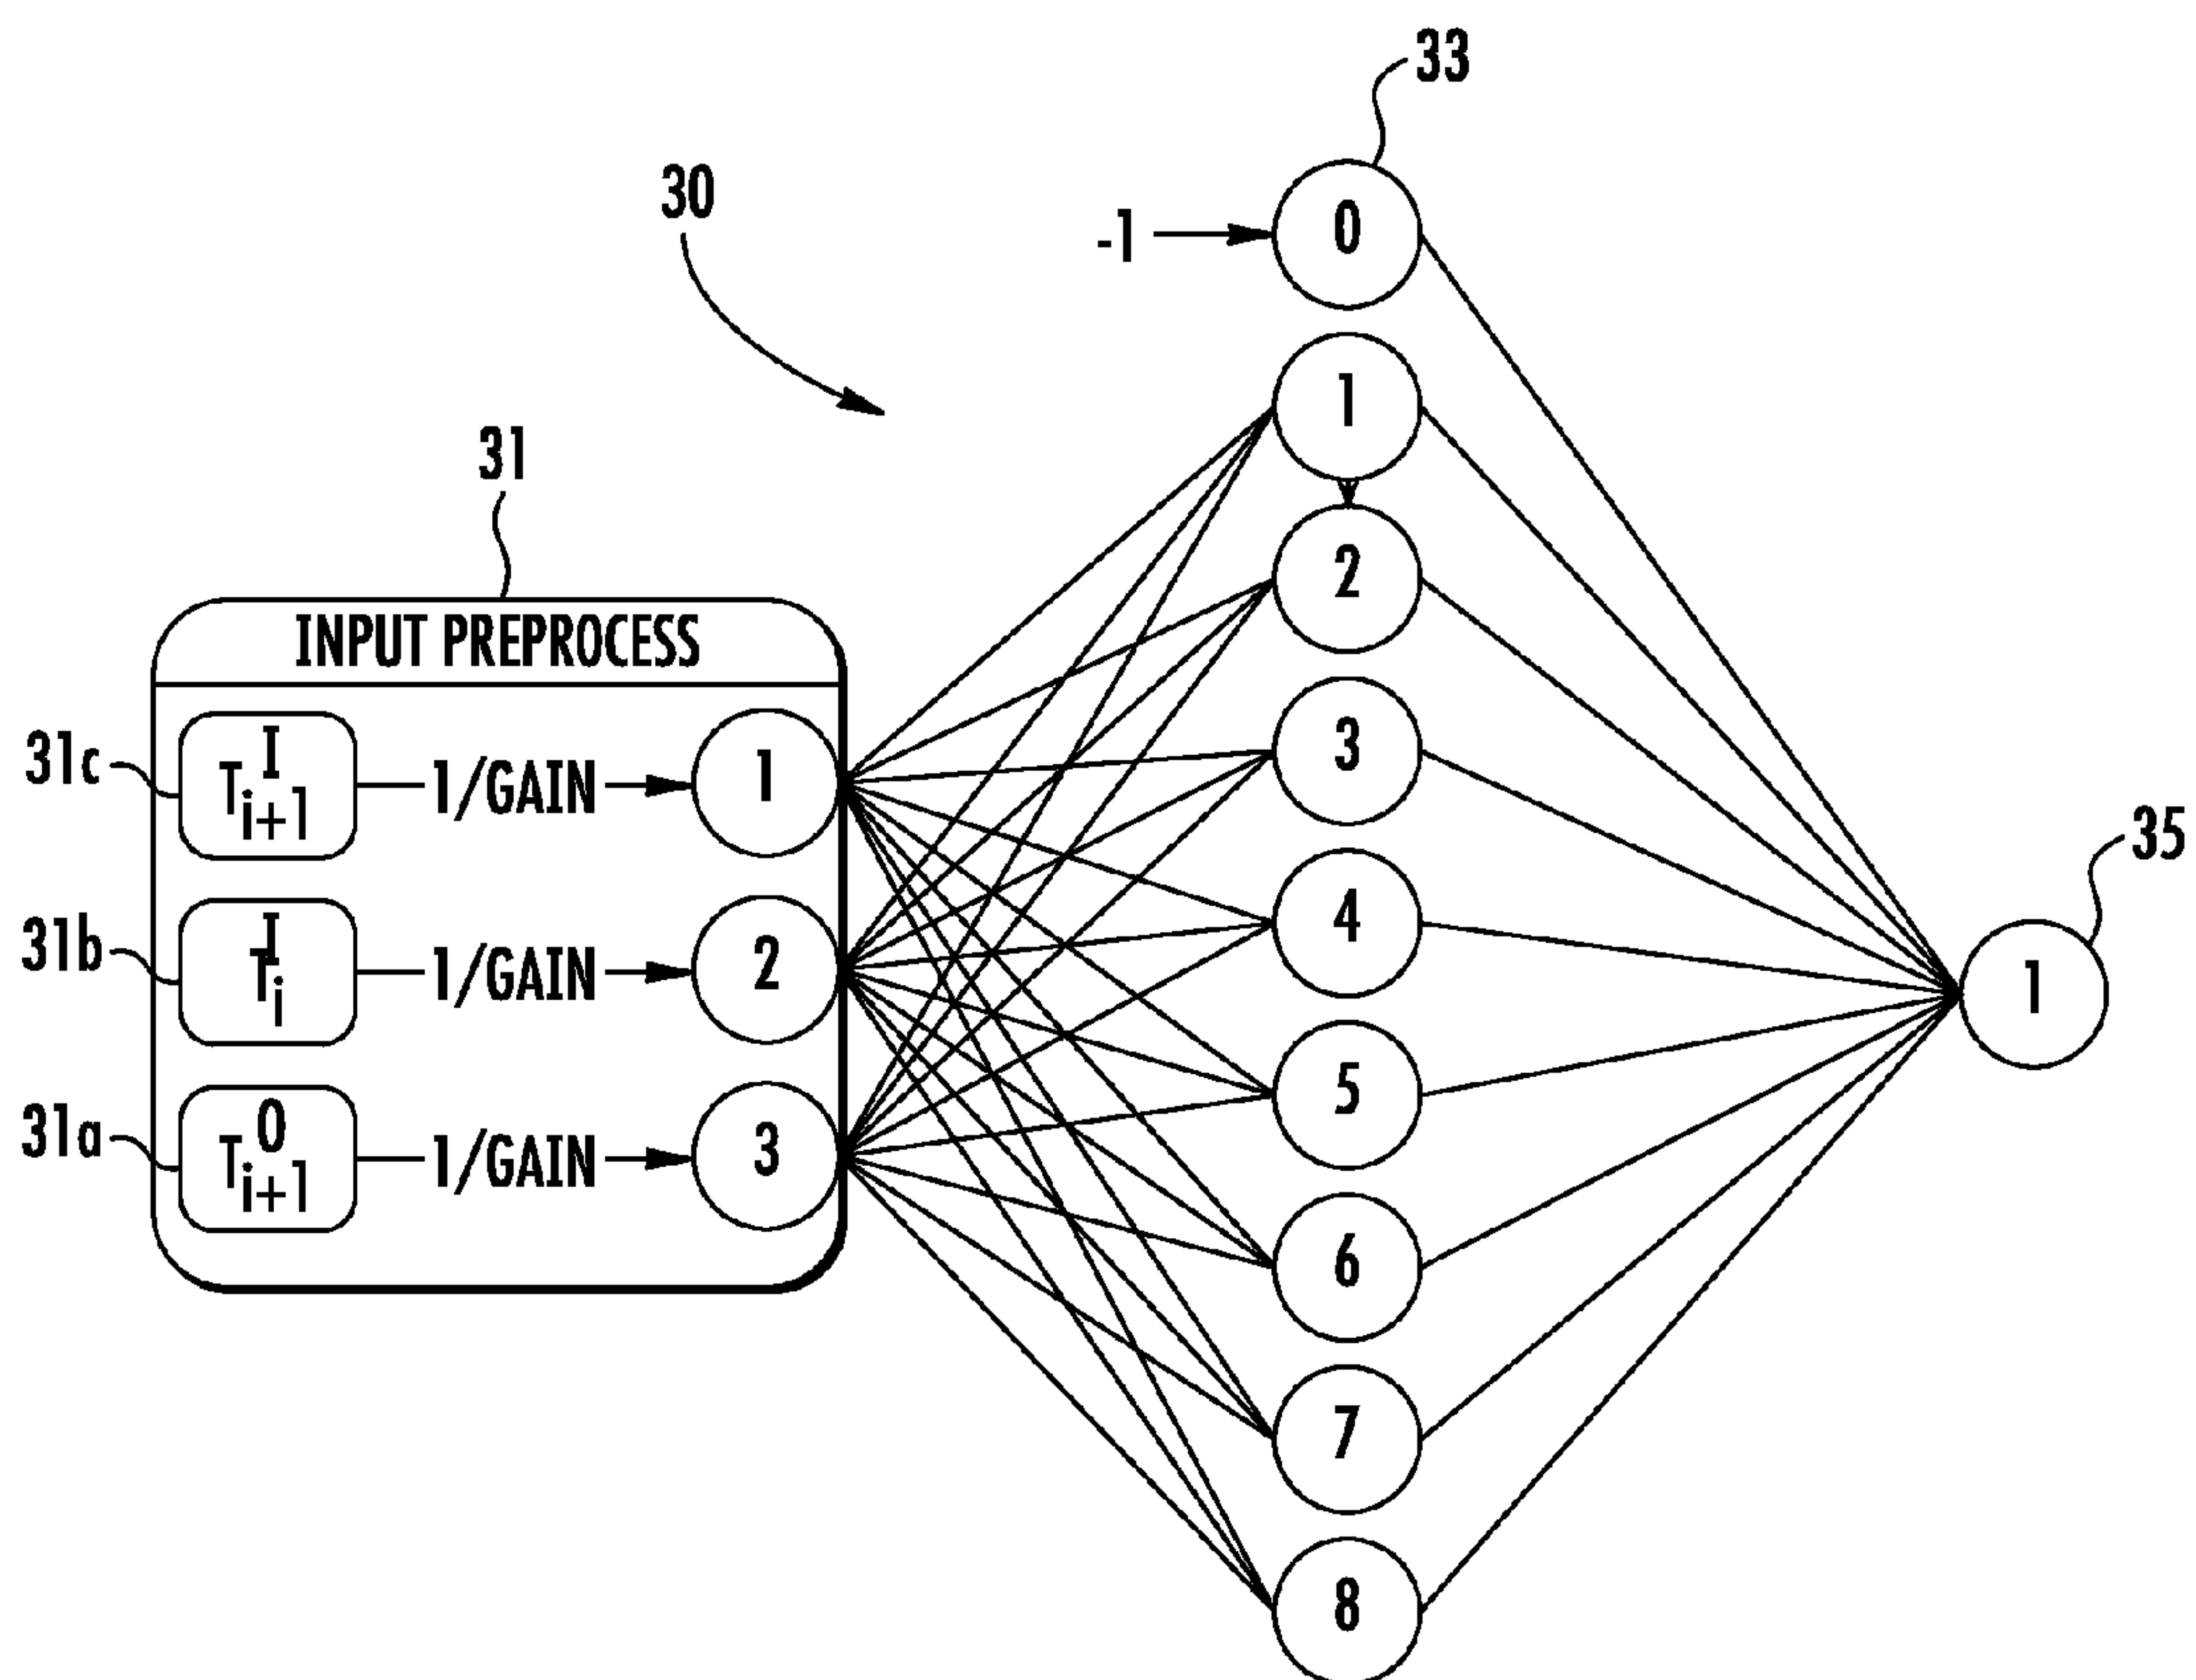 33
30
-1
0
1
2
3
4
5
6
7
8
31
INPUT PREPROCESS
31c
T I i+1
1/GAIN
1
31b
T I i
1/GAIN
2
31a
T O i+1
1/GAIN
3
35
1